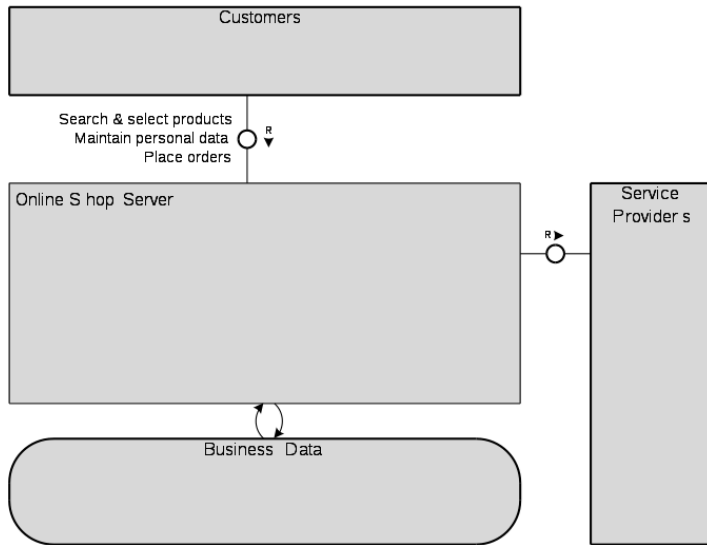 Customers
Search & select products
Maintain personal data
Place orders
R
Online S hop Server
Service
Provider s
R
Business Data